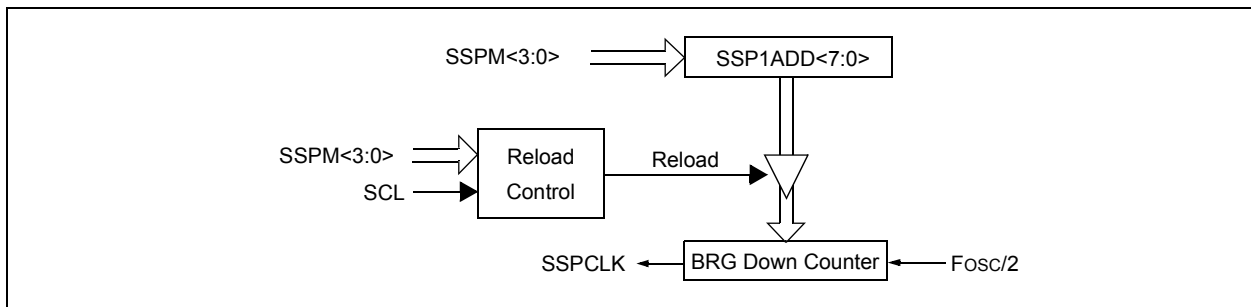 SSPM<3:0>
SSP1ADD<7:0>
SSPM<3:0>
SCL
Reload
Control
Reload
SSPCLK
BRG Down Counter
FOSC/2